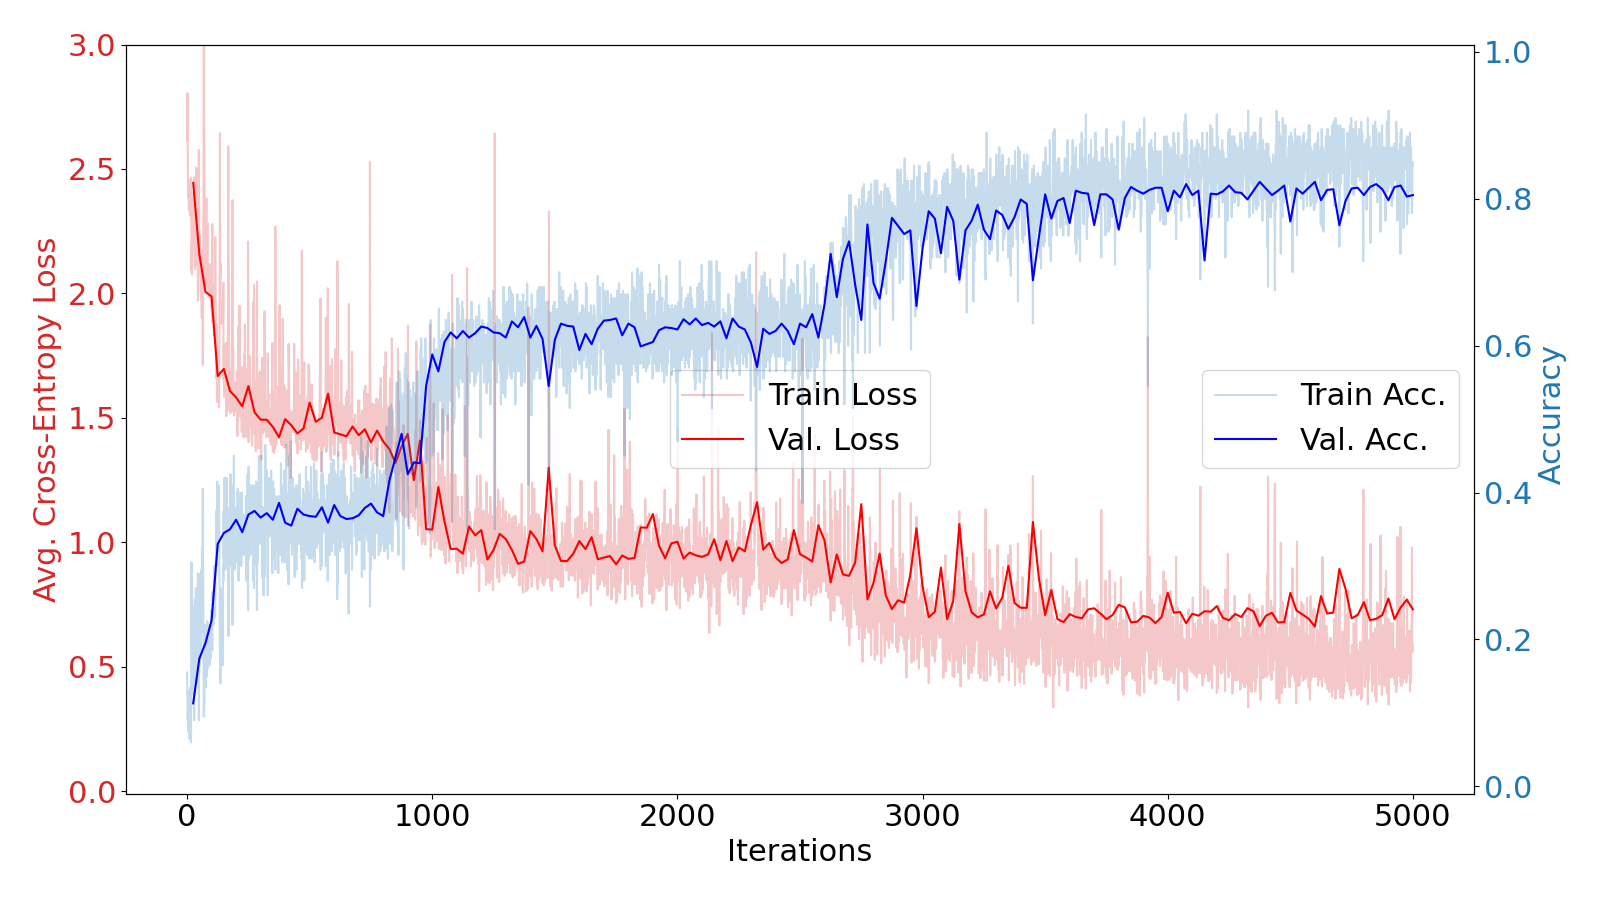 3.0
2.5
2.0
1.5
1.0
0.5
0.0
Avg. Cross-Entropy Loss
1.0
0.8
0.6
0.4
0.2
0.0
Accuracy
Train Loss
Val. Loss
Train Acc.
Val. Acc.
0 1000 2000 3000 4000 5000
Iterations